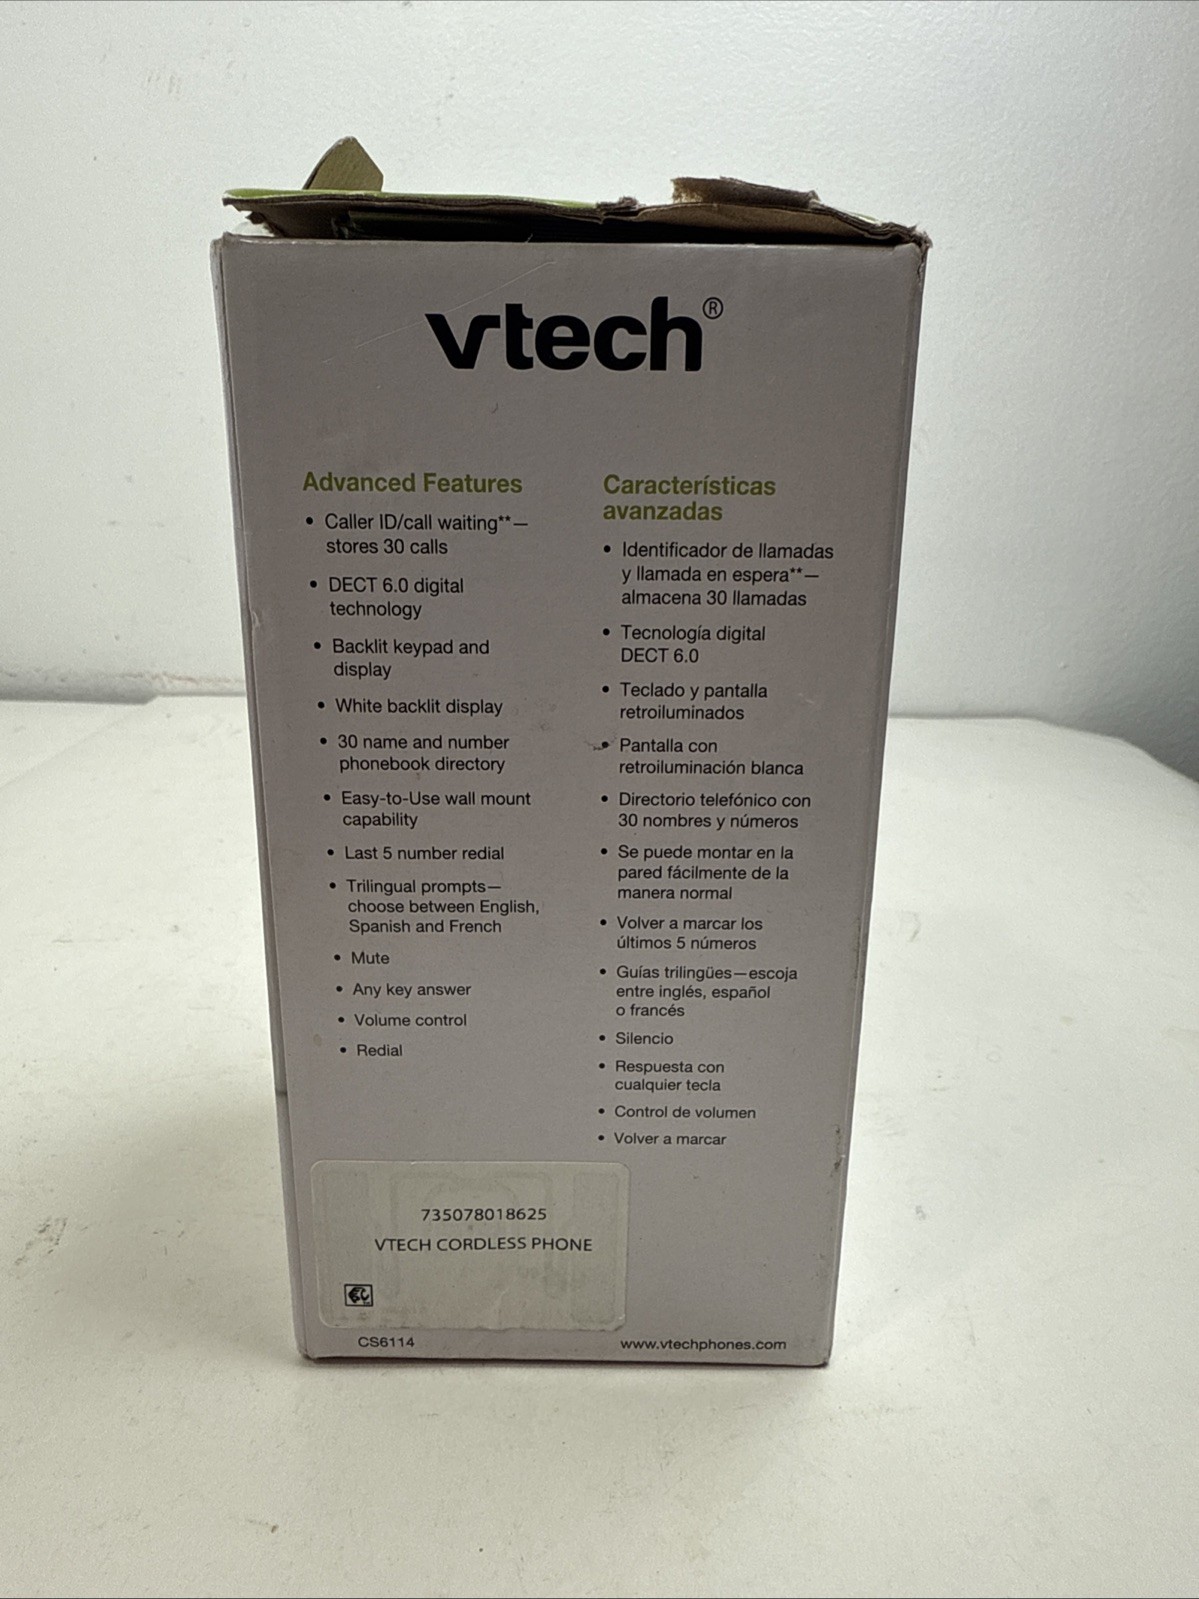 vtech®
Advanced Features
• Caller ID/call waiting**—
stores 30 calls
• DECT 6.0 digital
technology
• Backlit keypad and
display
• White backlit display
• 30 name and number
phonebook directory
• Easy-to-Use wall mount
capability
• Last 5 number redial
• Trilingual prompts—
choose between English,
Spanish and French
• Mute
• Any key answer
• Volume control
• Redial
Características
avanzadas
• Identificador de llamadas
y llamada en espera**—
almacena 30 llamadas
• Tecnología digital
DECT 6.0
• Teclado y pantalla
retroiluminados
• Pantalla con
retroiluminación blanca
• Directorio telefónico con
30 nombres y números
• Se puede montar en la
pared fácilmente de la
manera normal
• Volver a marcar los
últimos 5 números
• Guías trilingües—escoja
entre inglés, español
o francés
• Silencio
• Respuesta con
cualquier tecla
• Control de volumen
• Volver a marcar
735078018625
VTECH CORDLESS PHONE
CS6114
www.vtechphones.com